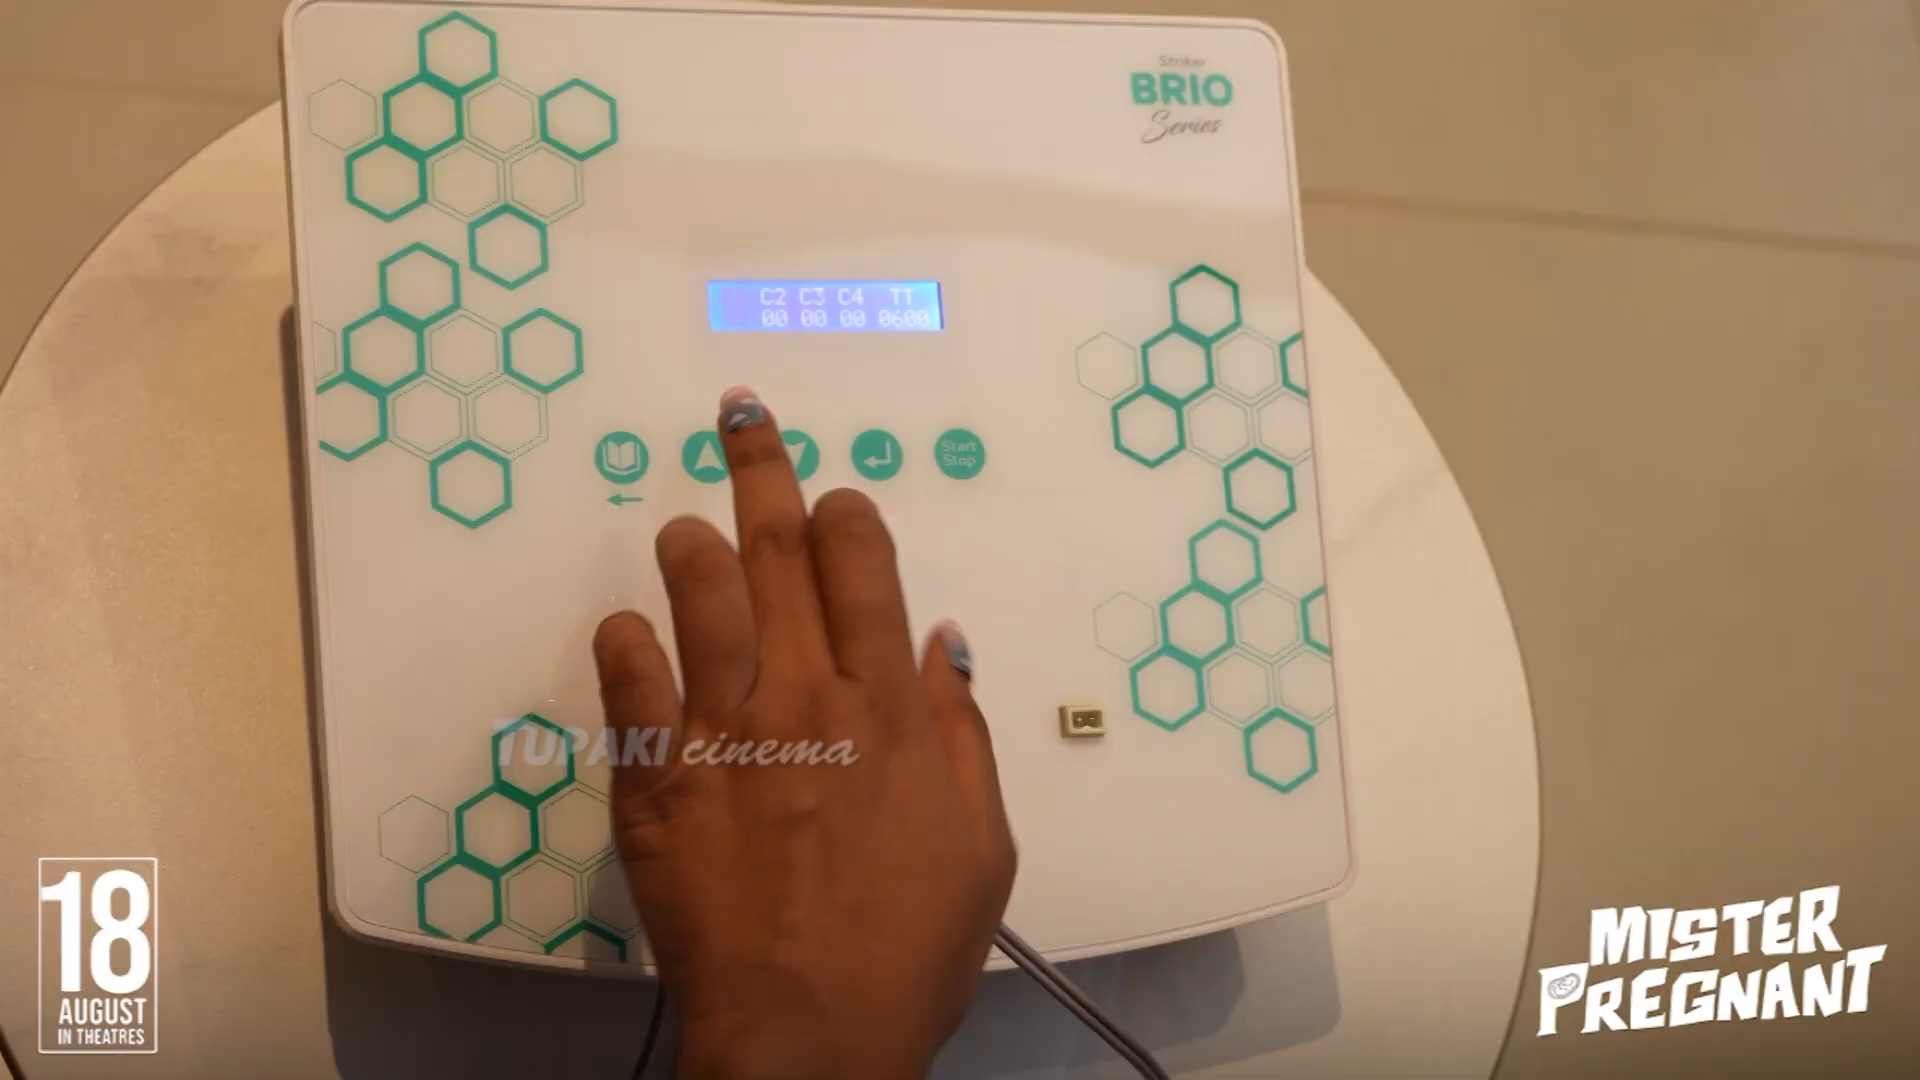 Striker
BRIO
Series
C2 C3 C4 TT
00 00 00 0600
Start
Stop
TUPAKI cinema
18
AUGUST
IN THEATRES
MISTER
PREGNANT